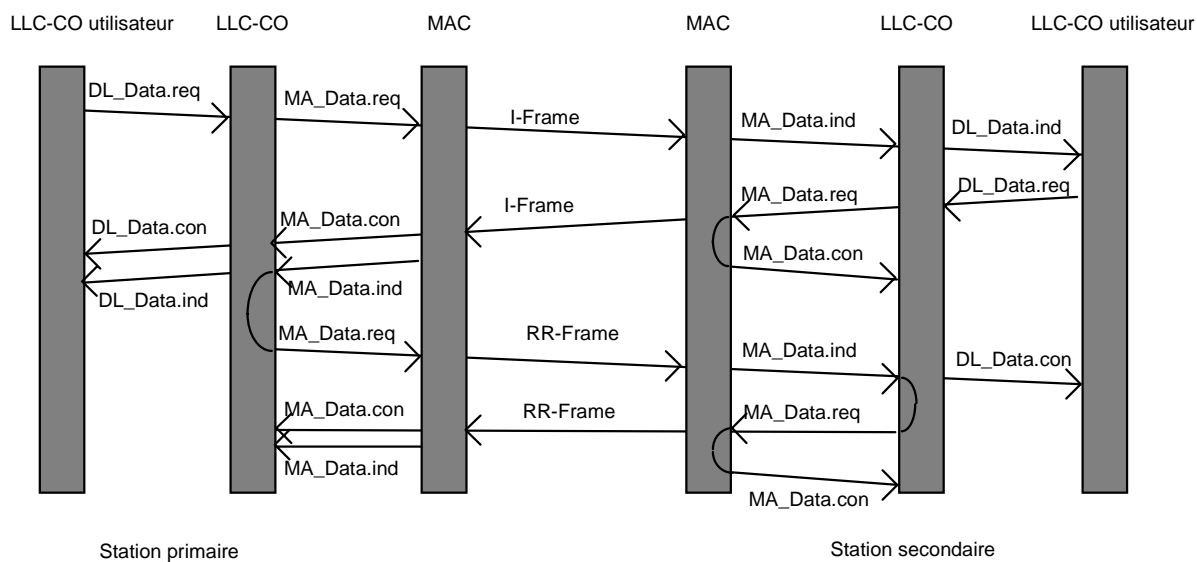 LLC-CO utilisateur
LLC-CO
MAC
MAC
LLC-CO
LLC-CO utilisateur
DL_Data.req
MA_Data.req
I-Frame
MA_Data.ind
DL_Data.ind
DL_Data.con
MA_Data.con
I-Frame
MA_Data.req
DL_Data.req
DL_Data.ind
MA_Data.ind
MA_Data.con
MA_Data.req
RR-Frame
MA_Data.ind
DL_Data.con
MA_Data.con
RR-Frame
MA_Data.req
MA_Data.ind
MA_Data.con
Station primaire
Station secondaire